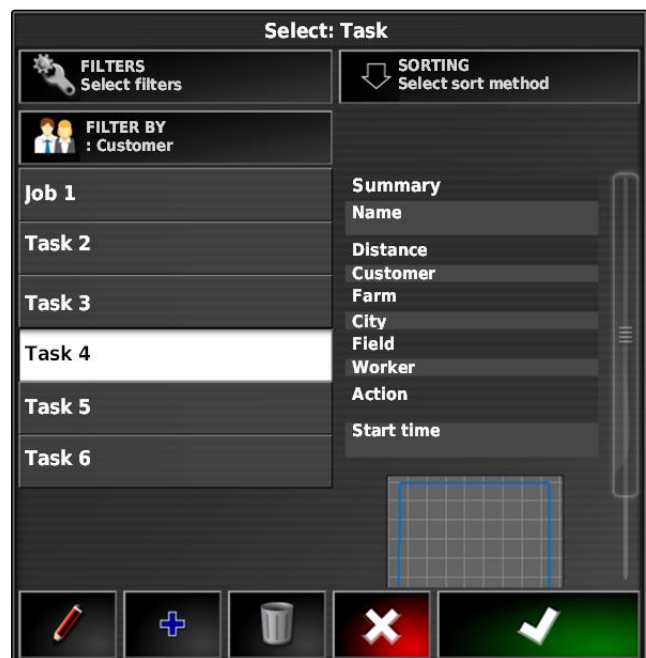 Select: Task
FILTERS
Select filters
SORTING
Select sort method
FILTER BY
: Customer
Job 1
Task 2
Task 3
Task 4
Task 5
Task 6
Summary
Name
Distance
Customer
Farm
City
Field
Worker
Action
Start time